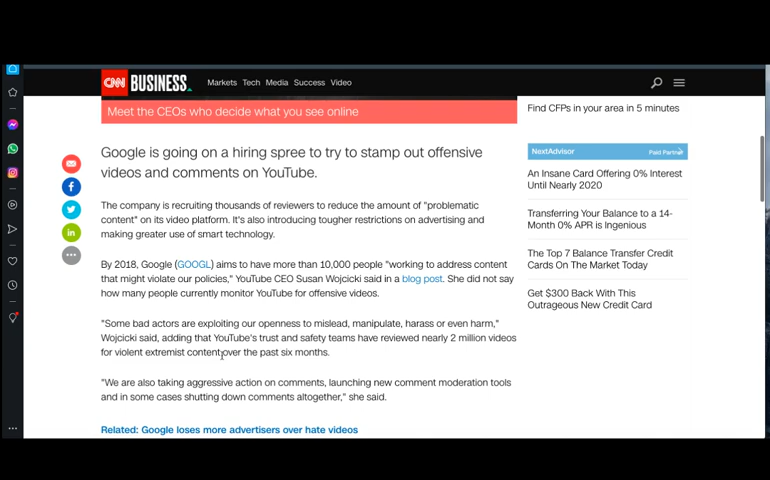 CNN BUSINESS Markets Tech Media Success Video
Meet the CEOs who decide what you see online
Google is going on a hiring spree to try to stamp out offensive
videos and comments on YouTube.
The company is recruiting thousands of reviewers to reduce the amount of "problematic
content" on its video platform. It's also introducing tougher restrictions on advertising and
making greater use of smart technology.
By 2018, Google (GOOGL) aims to have more than 10,000 people "working to address content
that might violate our policies," YouTube CEO Susan Wojcicki said in a blog post. She did not say
how many people currently monitor YouTube for offensive videos.
"Some bad actors are exploiting our openness to mislead, manipulate, harass or even harm,"
Wojcicki said, adding that YouTube's trust and safety teams have reviewed nearly 2 million videos
for violent extremist content over the past six months.
"We are also taking aggressive action on comments, launching new comment moderation tools
and in some cases shutting down comments altogether," she said.
Related: Google loses more advertisers over hate videos
Find CFPs in your area in 5 minutes
NextAdvisor Paid Partner
An Insane Card Offering 0% Interest
Until Nearly 2020
Transferring Your Balance to a 14-
Month 0% APR is Ingenious
The Top 7 Balance Transfer Credit
Cards On The Market Today
Get $300 Back With This
Outrageous New Credit Card